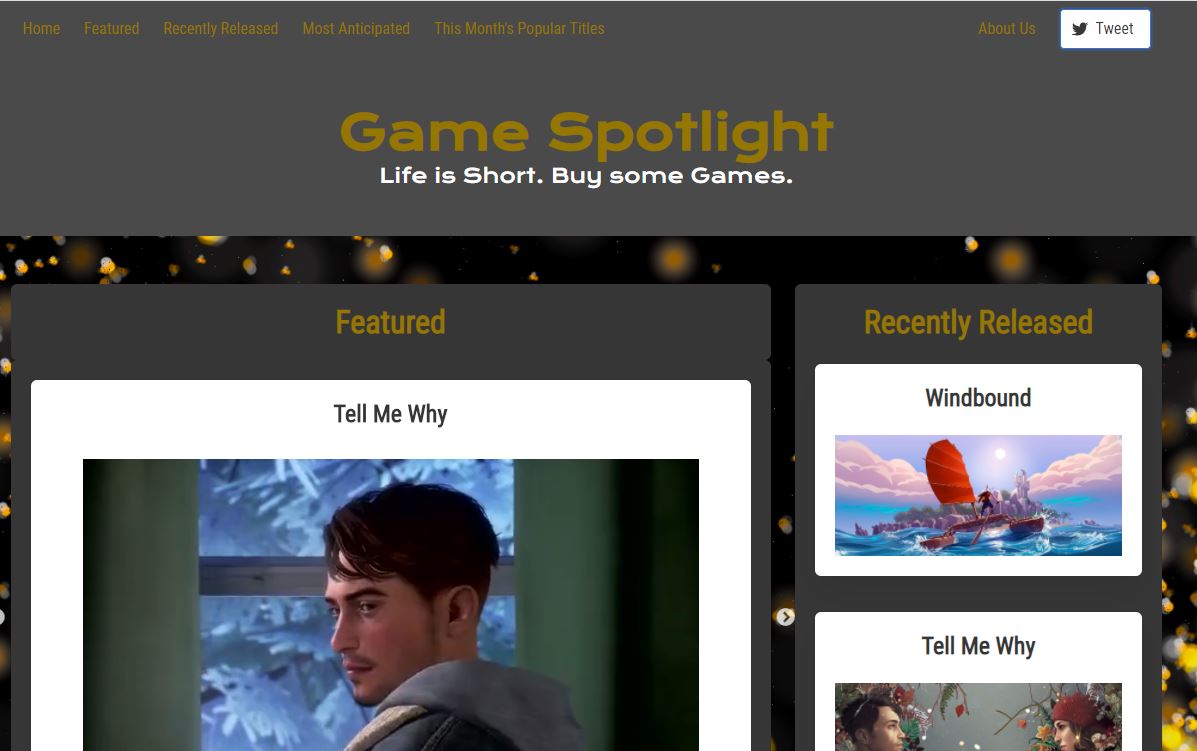 Home Featured Recently Released Most Anticipated This Month's Popular Titles About Us Tweet
Game Spotlight
Life is Short. Buy some Games.
Featured
Tell Me Why
Recently Released
Windbound
Tell Me Why